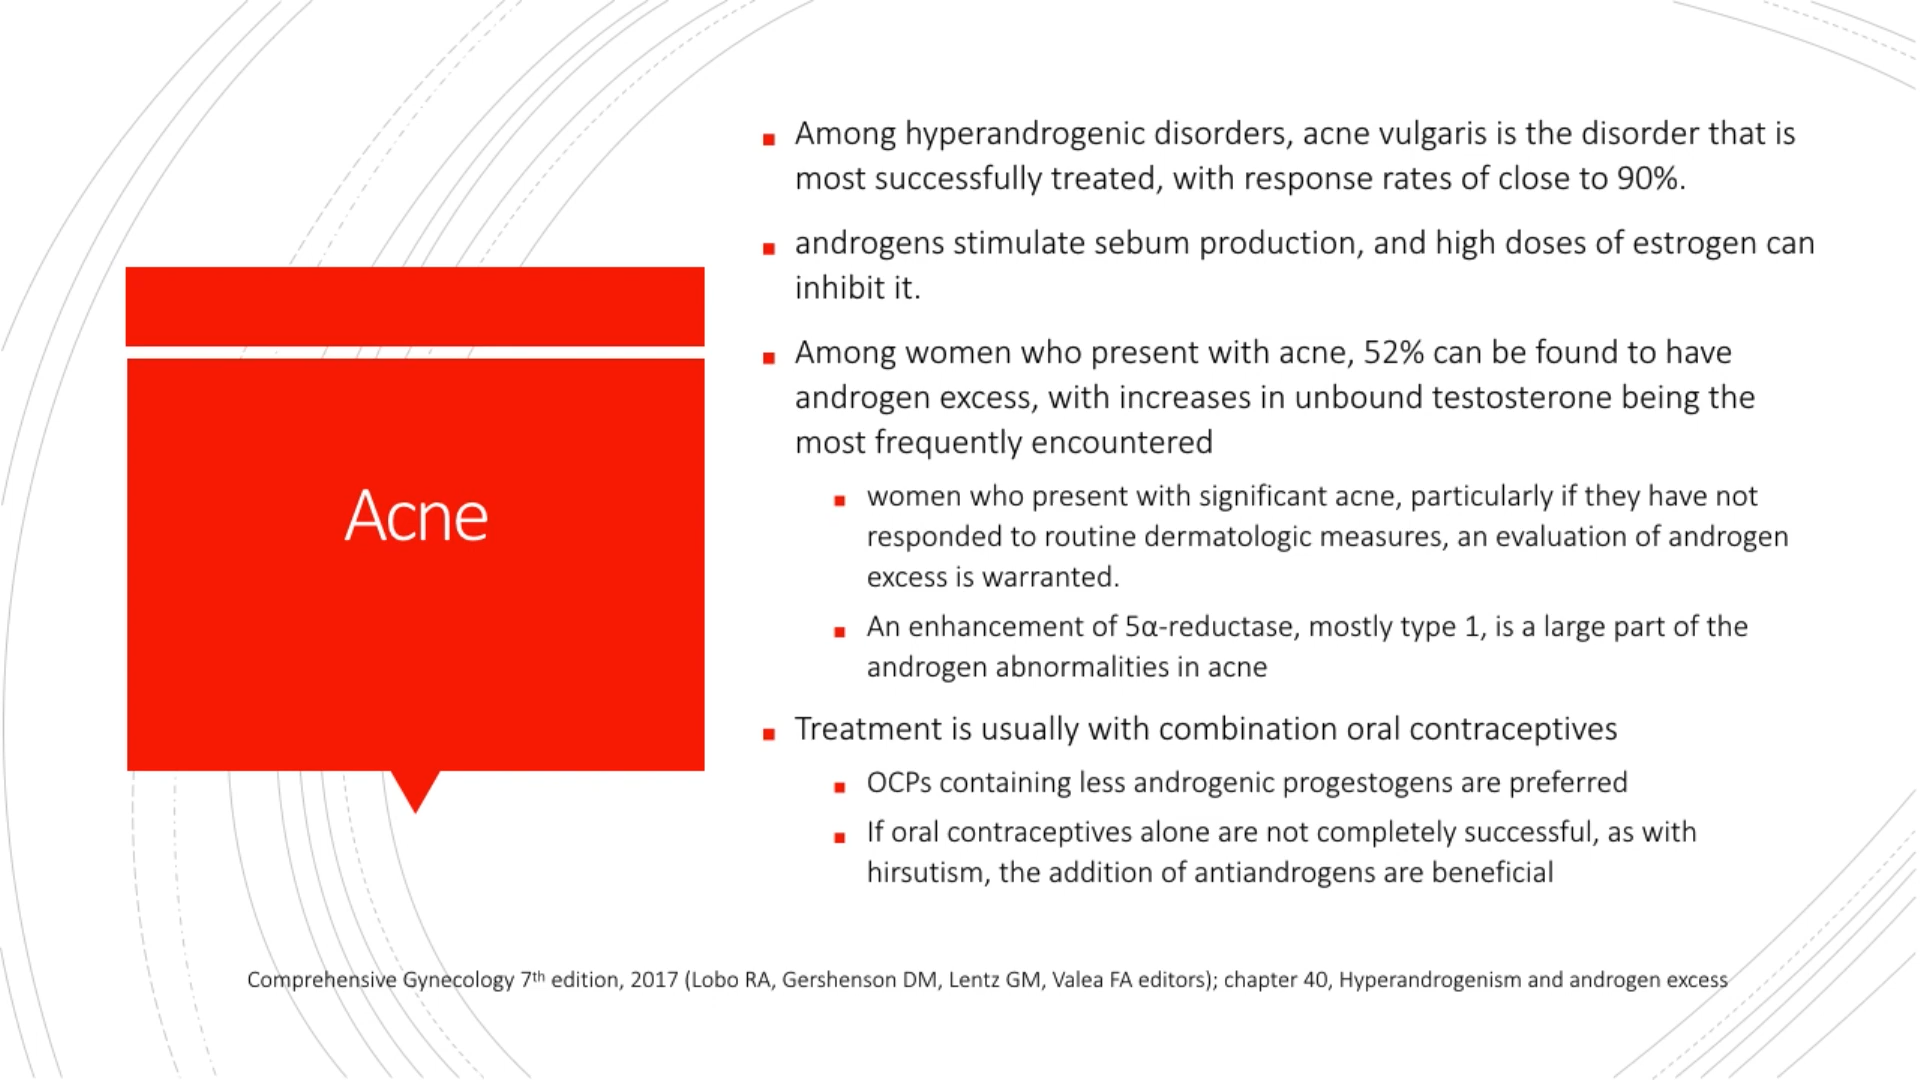 Acne
Among hyperandrogenic disorders, acne vulgaris is the disorder that is
most successfully treated, with response rates of close to 90%.
androgens stimulate sebum production, and high doses of estrogen can
inhibit it.
Among women who present with acne, 52% can be found to have
androgen excess, with increases in unbound testosterone being the
most frequently encountered
women who present with significant acne, particularly if they have not
responded to routine dermatologic measures, an evaluation of androgen
excess is warranted.
An enhancement of 5α-reductase, mostly type 1, is a large part of the
androgen abnormalities in acne
Treatment is usually with combination oral contraceptives
OCPs containing less androgenic progestogens are preferred
If oral contraceptives alone are not completely successful, as with
hirsutism, the addition of antiandrogens are beneficial
Comprehensive Gynecology 7th edition, 2017 (Lobo RA, Gershenson DM, Lentz GM, Valea FA editors); chapter 40, Hyperandrogenism and androgen excess